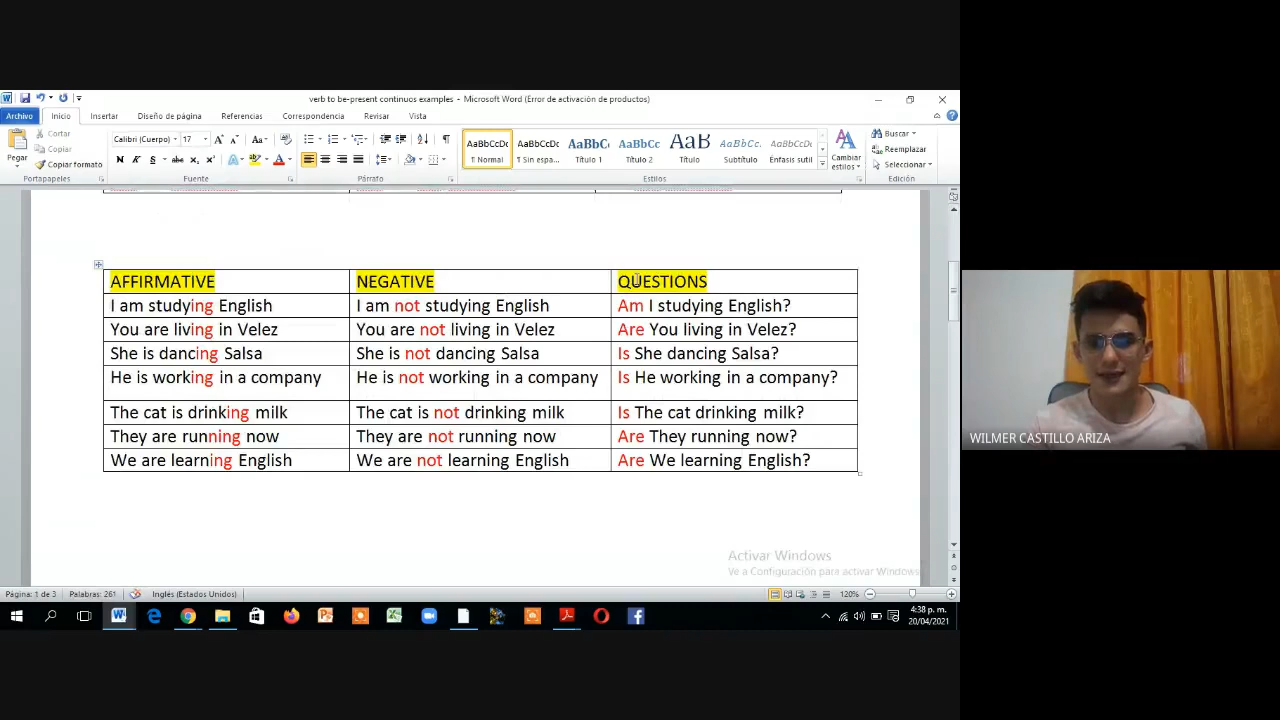 verb to be-present continuos examples - Microsoft Word (Error de activación de productos)
Archivo Inicio Insertar Diseño de página Referencias Correspondencia Revisar Vista
Pegar
Cortar
Copiar
Copiar formato
Portapapeles
Calibri (Cuerpo) 17
Fuente
Párrafo
AaBbCcDc AaBbCcDc AaBbC AaBbCc AaB AaBbCc. AaBbCcDc
¶ Normal ¶ Sin espa... Título 1 Título 2 Título Subtítulo Énfasis sutil
Estilos
Cambiar estilos
Buscar
Reemplazar
Seleccionar
Edición
AFFIRMATIVE NEGATIVE QUESTIONS
I am studying English I am not studying English Am I studying English?
You are living in Velez You are not living in Velez Are You living in Velez?
She is dancing Salsa She is not dancing Salsa Is She dancing Salsa?
He is working in a company He is not working in a company Is He working in a company?
The cat is drinking milk The cat is not drinking milk Is The cat drinking milk?
They are running now They are not running now Are They running now?
We are learning English We are not learning English Are We learning English?
Activar Windows
Ve a Configuración para activar Windows
Página: 1 de 3 Palabras: 261 Inglés (Estados Unidos) 120%
4:38 p. m.
20/04/2021
WILMER CASTILLO ARIZA